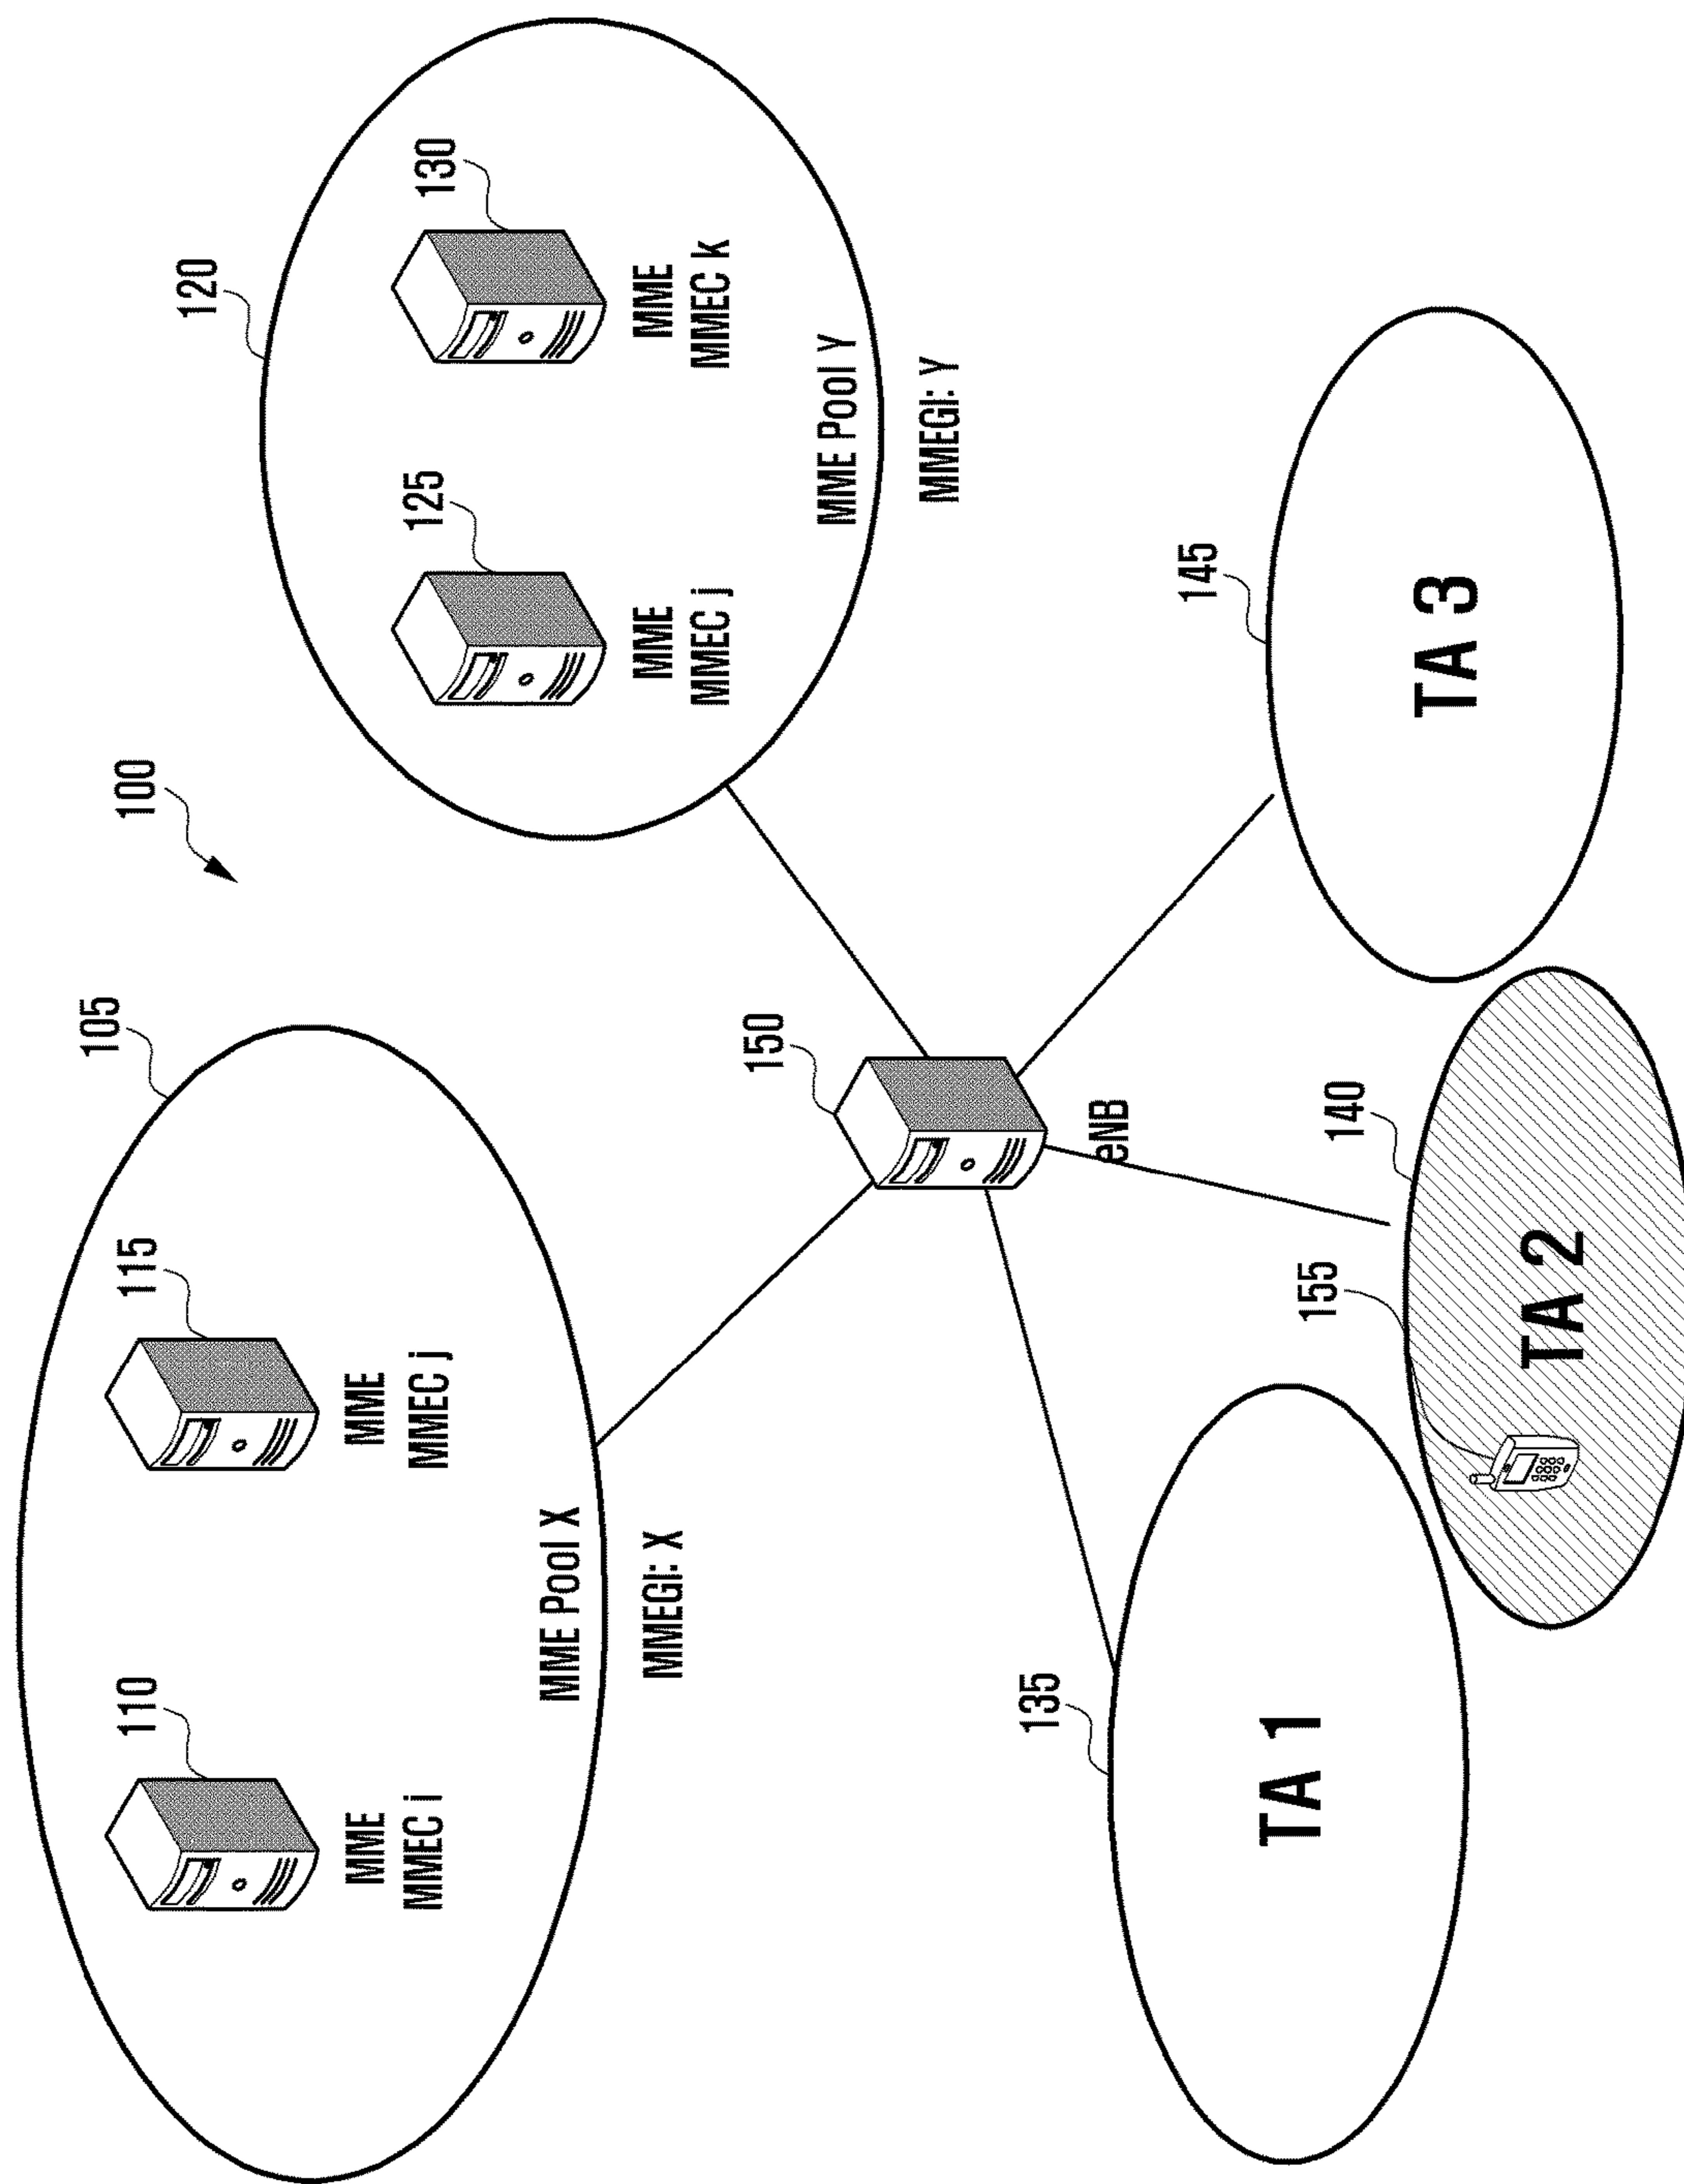 100
105
110
115
MME
MMEC i
MME
MMEC j
MME Pool X
MMEGI: X
120
125
130
MME
MMEC j
MME
MMEC k
MME Pool Y
MMEGI: Y
150
eNB
135
TA 1
155
140
TA 2
145
TA 3